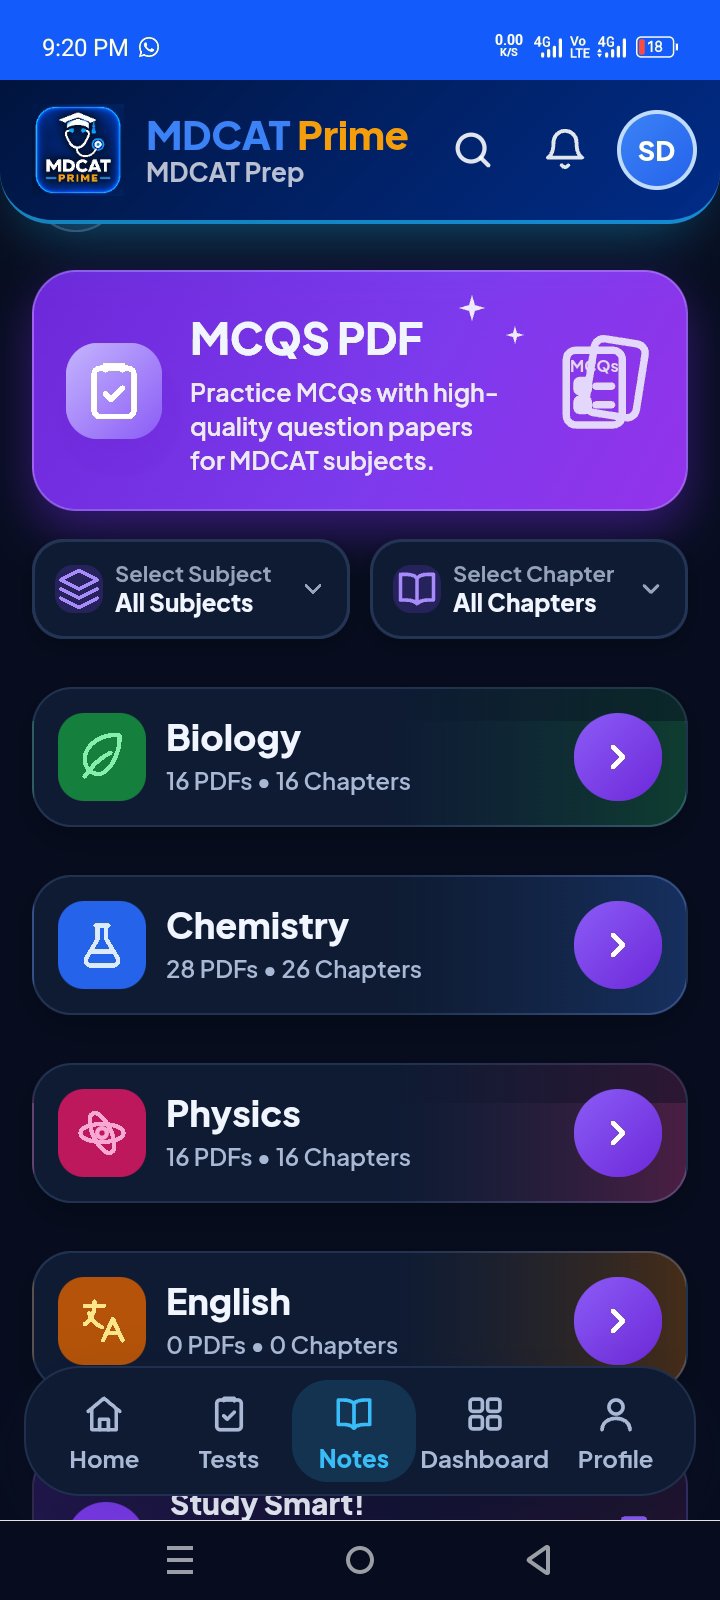 9:20 PM
0.00
K/S
4G
Vo
LTE
4G
18
MDCAT
PRIME
MDCAT Prime
MDCAT Prep
SD
MCQS PDF
Practice MCQs with high-
quality question papers
for MDCAT subjects.
MCQs
Select Subject
All Subjects
Select Chapter
All Chapters
Biology
16 PDFs • 16 Chapters
Chemistry
28 PDFs • 26 Chapters
Physics
16 PDFs • 16 Chapters
English
0 PDFs • 0 Chapters
Home
Tests
Notes
Dashboard
Profile
Study Smart!